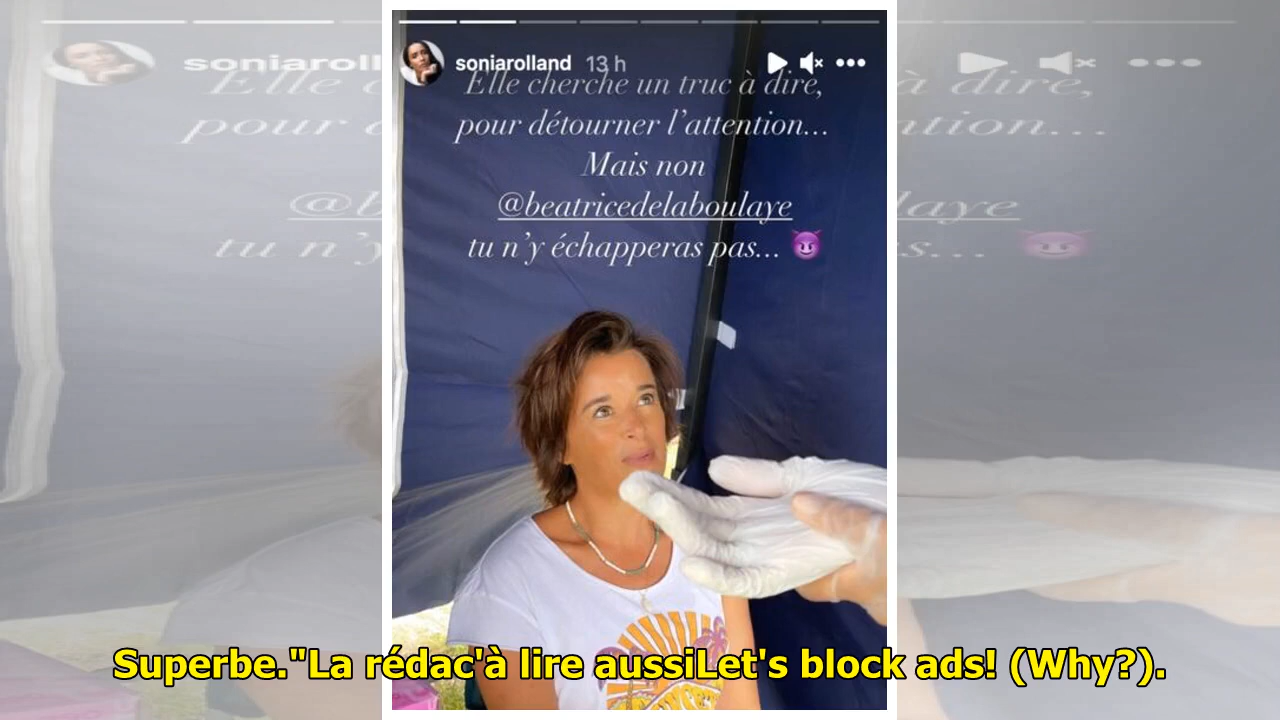 soniarolland 13 h
Elle cherche un truc à dire,
pour détourner l'attention...
Mais non
@beatricedelaboulaye
tu n'y échapperas pas... 😈
Superbe."La rédac'à lire aussiLet's block ads! (Why?).